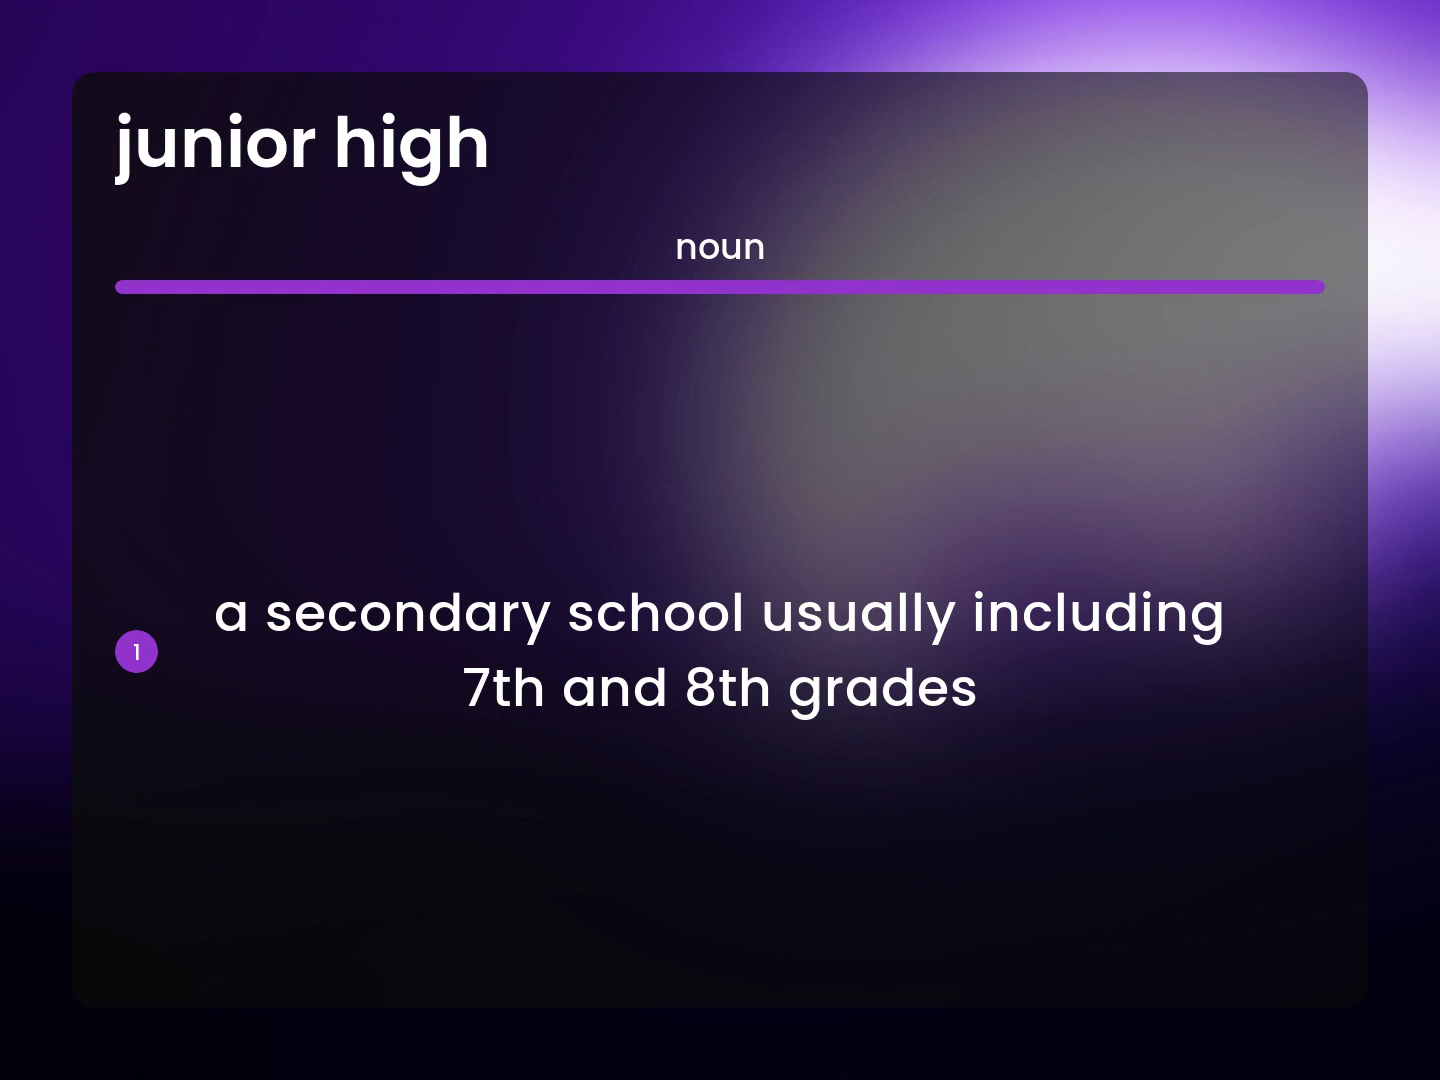 junior high
noun
1
a secondary school usually including
7th and 8th grades